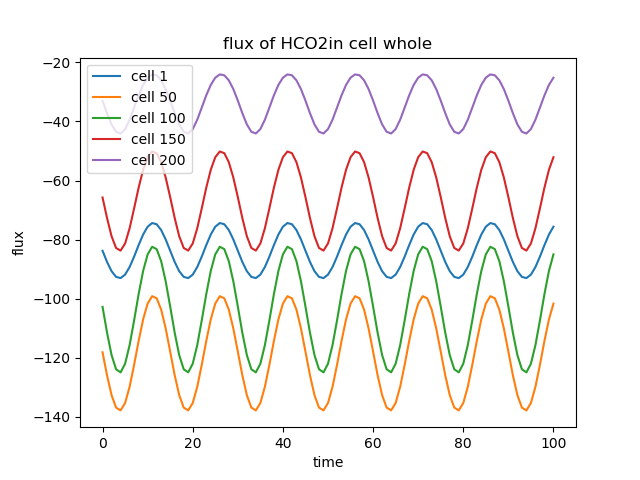 flux of HCO2in cell whole
cell 1
cell 50
cell 100
cell 150
cell 200
flux
−20
−40
−60
−80
−100
−120
−140
0 20 40 60 80 100
time